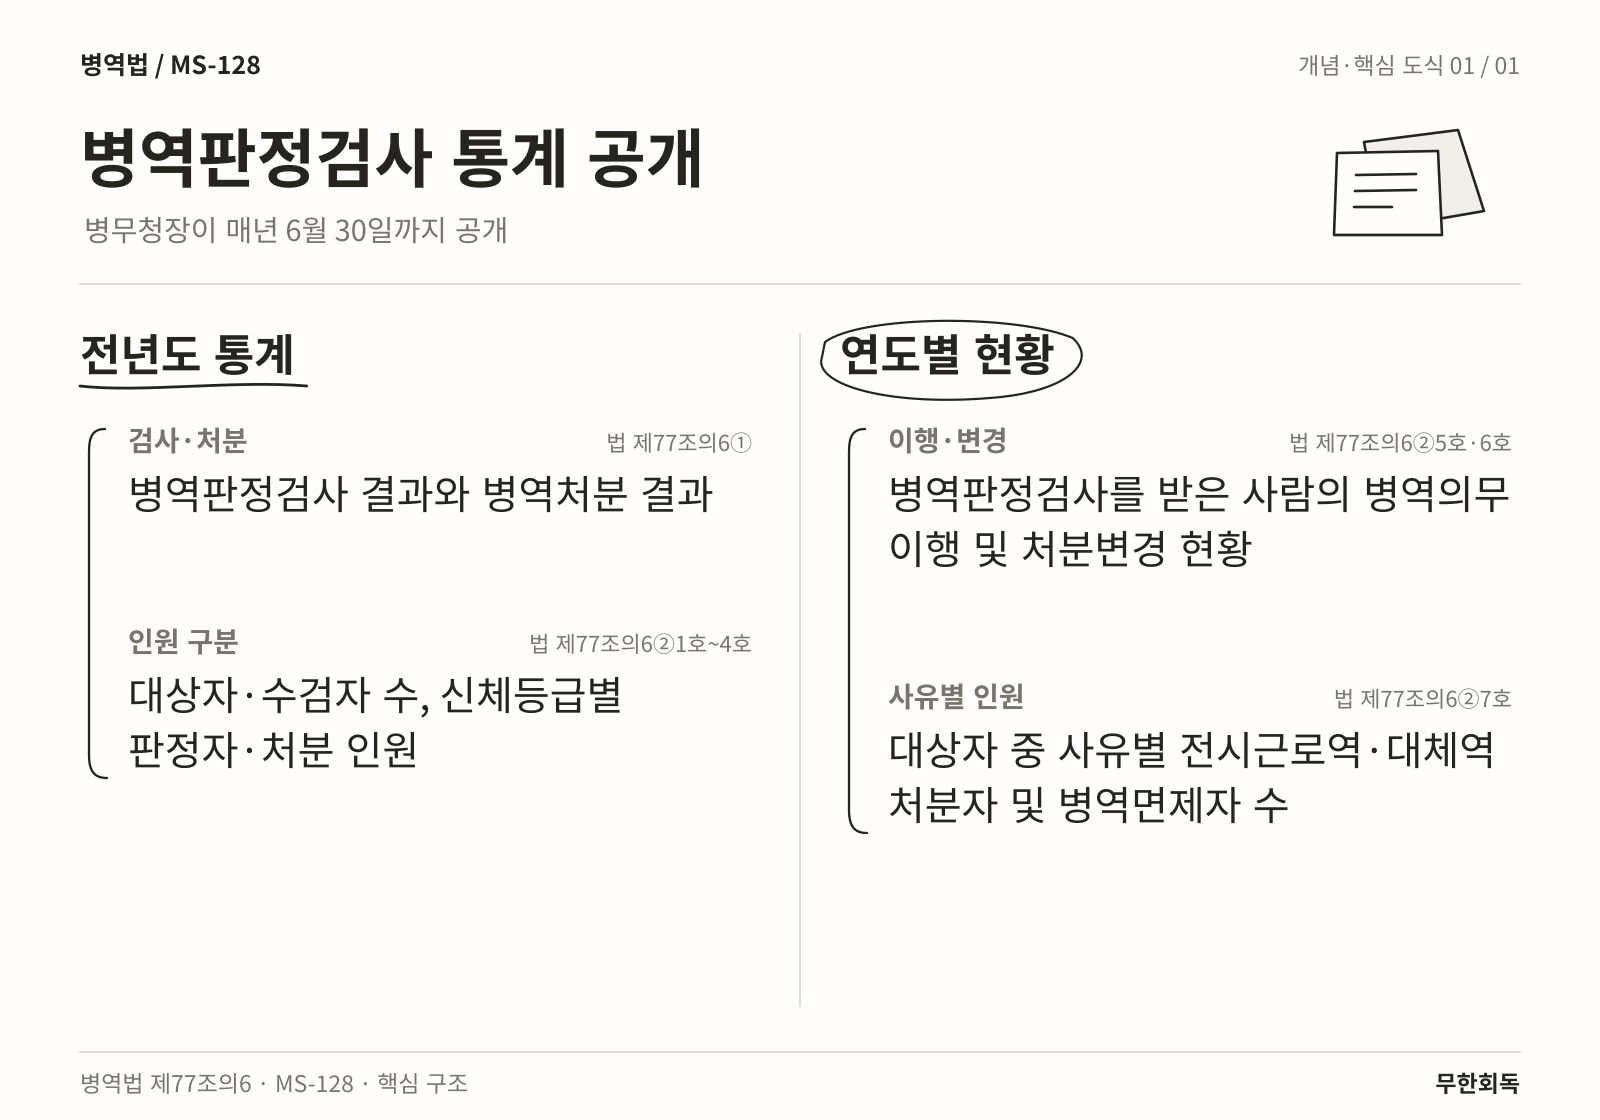 병역법 / MS-128
개념·핵심 도식 01 / 01
병역판정검사 통계 공개
병무청장이 매년 6월 30일까지 공개
전년도 통계
검사·처분
법 제77조의6①
병역판정검사 결과와 병역처분 결과
인원 구분
법 제77조의6②1호~4호
대상자·수검자 수, 신체등급별
판정자·처분 인원
연도별 현황
이행·변경
법 제77조의6②5호·6호
병역판정검사를 받은 사람의 병역의무
이행 및 처분변경 현황
사유별 인원
법 제77조의6②7호
대상자 중 사유별 전시근로역·대체역
처분자 및 병역면제자 수
병역법 제77조의6 · MS-128 · 핵심 구조
무한회독